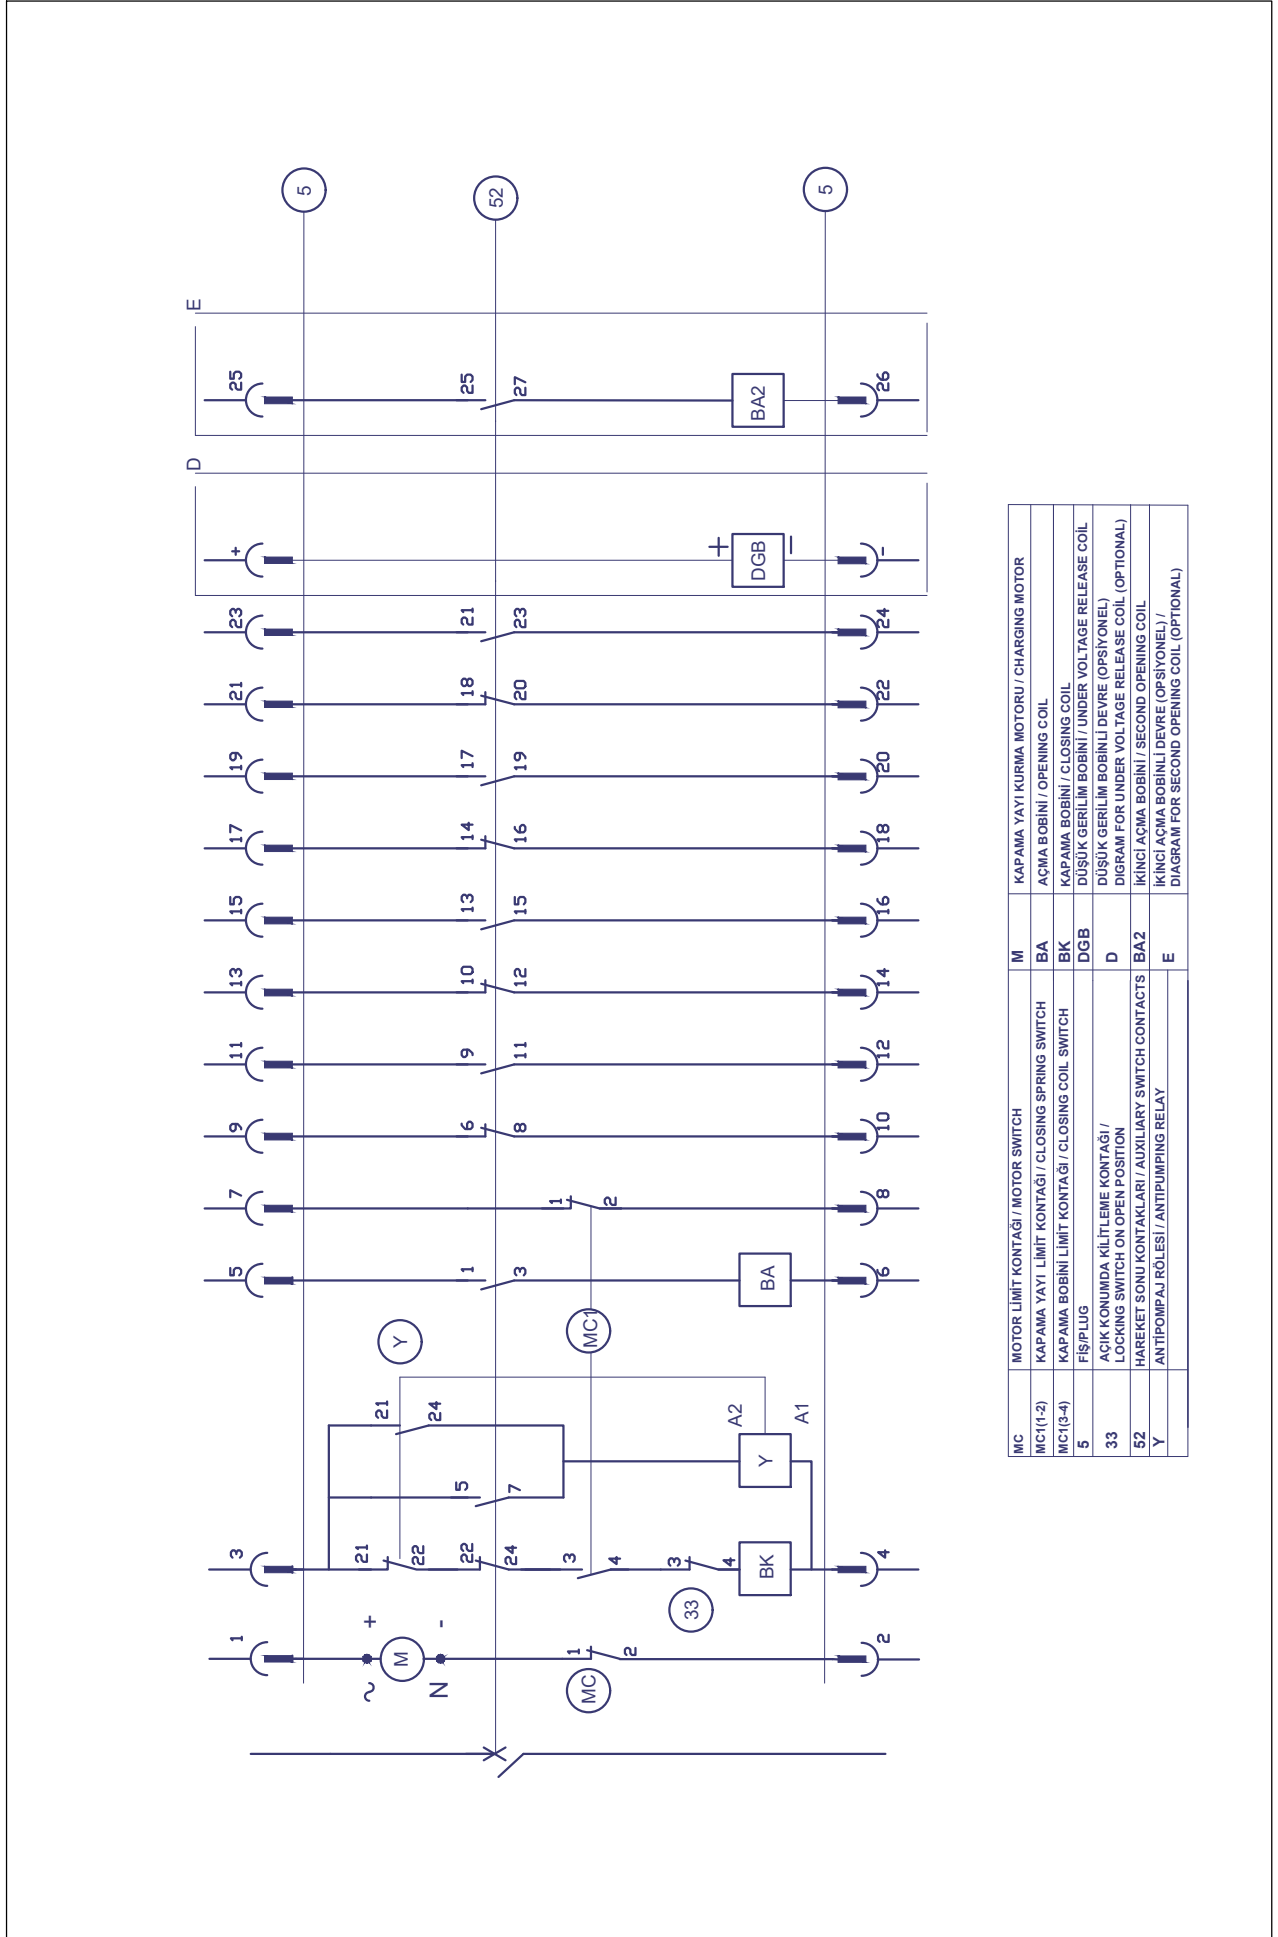 D E
1 3 5 7 9 11 13 15 17 19 21 23 + 25
5
~ + 21 21
M Y
N - 22 24
22 5 1 6 9 10 13 14 17 18 21 25
52
24 7 3 8 11 12 15 16 19 20 23 27
1 3 1
MC MC1
2 4 2
33 3
4 A2 +
BK Y BA DGB BA2
A1 -
5
2 4 6 8 10 12 14 16 18 20 22 24 - 26
MC MOTOR LİMİT KONTAĞI / MOTOR SWITCH M KAPAMA YAYI KURMA MOTORU / CHARGING MOTOR
MC1(1-2) KAPAMA YAYI LİMİT KONTAĞI / CLOSING SPRING SWITCH BA AÇMA BOBİNİ / OPENING COIL
MC1(3-4) KAPAMA BOBİNİ LİMİT KONTAĞI / CLOSING COIL SWITCH BK KAPAMA BOBİNİ / CLOSING COIL
5 FİŞ/PLUG DGB DÜŞÜK GERİLİM BOBİNİ / UNDER VOLTAGE RELEASE COİL
33 AÇIK KONUMDA KİLİTLEME KONTAĞI / D DÜŞÜK GERİLİM BOBİNLİ DEVRE (OPSİYONEL)
LOCKING SWITCH ON OPEN POSITION DIGRAM FOR UNDER VOLTAGE RELEASE COİL (OPTIONAL)
52 HAREKET SONU KONTAKLARI / AUXILIARY SWITCH CONTACTS BA2 İKİNCİ AÇMA BOBİNİ / SECOND OPENING COIL
Y ANTİPOMPAJ RÖLESİ / ANTIPUMPING RELAY E İKİNCİ AÇMA BOBİNLİ DEVRE (OPSİYONEL) /
DIAGRAM FOR SECOND OPENING COIL (OPTIONAL)